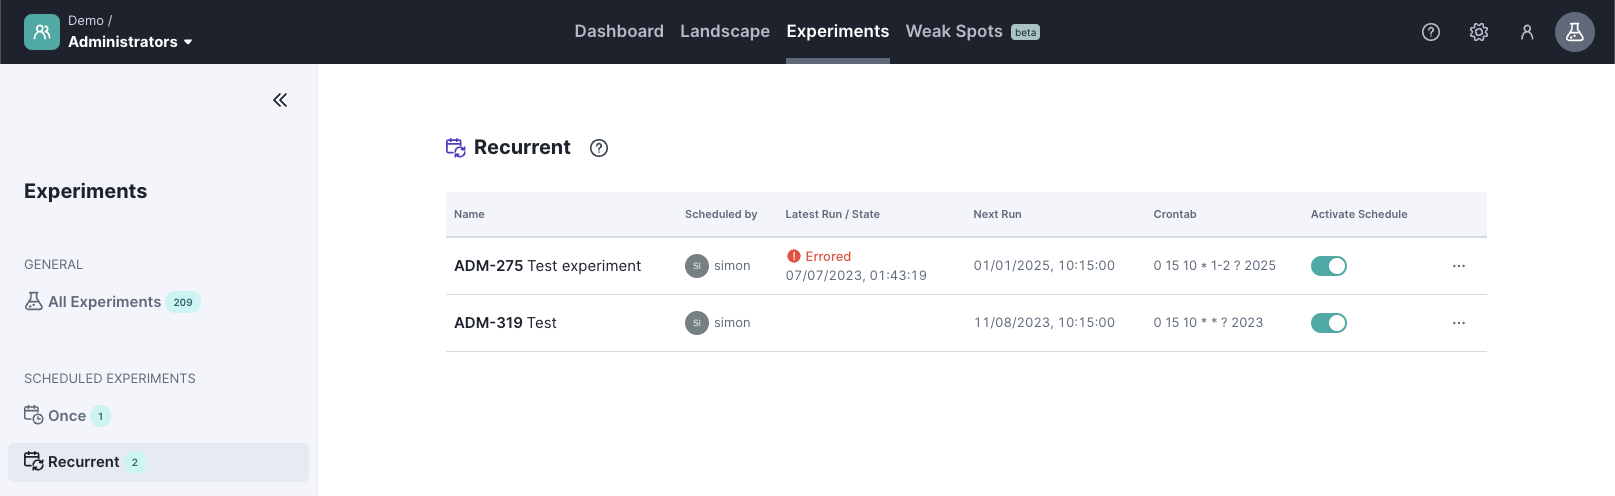 Demo /
Administrators
Dashboard Landscape Experiments Weak Spots beta
Experiments
GENERAL
All Experiments 209
SCHEDULED EXPERIMENTS
Once 1
Recurrent 2
Recurrent
Name Scheduled by Latest Run / State Next Run Crontab Activate Schedule
ADM-275 Test experiment SI simon Errored 01/01/2025, 10:15:00 0 15 10 * 1-2 ? 2025
07/07/2023, 01:43:19
ADM-319 Test SI simon 11/08/2023, 10:15:00 0 15 10 * * ? 2023